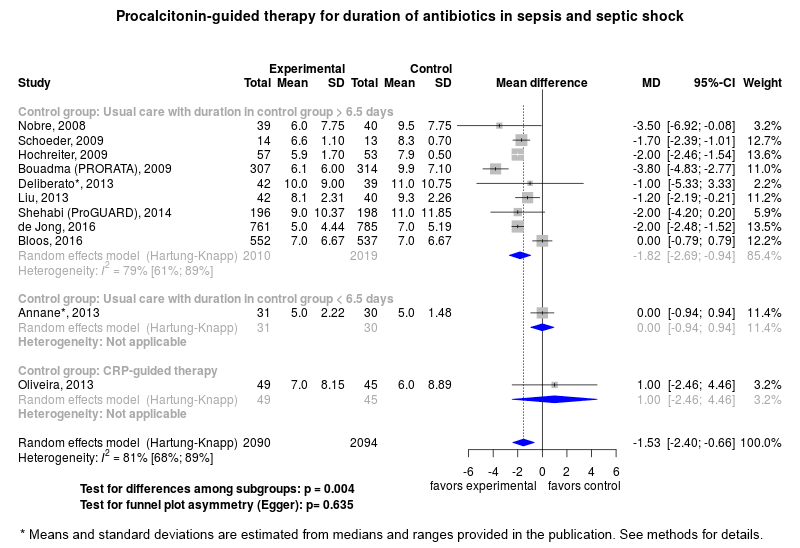 Procalcitonin-guided therapy for duration of antibiotics in sepsis and septic shock
Experimental Control
Study Total Mean SD Total Mean SD Mean difference MD 95%-CI Weight
Control group: Usual care with duration in control group > 6.5 days
Nobre, 2008 39 6.0 7.75 40 9.5 7.75 -3.50 [-6.92; -0.08] 3.2%
Schoeder, 2009 14 6.6 1.10 13 8.3 0.70 -1.70 [-2.39; -1.01] 12.7%
Hochreiter, 2009 57 5.9 1.70 53 7.9 0.50 -2.00 [-2.46; -1.54] 13.6%
Bouadma (PRORATA), 2009 307 6.1 6.00 314 9.9 7.10 -3.80 [-4.83; -2.77] 11.0%
Deliberato*, 2013 42 10.0 9.00 39 11.0 10.75 -1.00 [-5.33; 3.33] 2.2%
Liu, 2013 42 8.1 2.31 40 9.3 2.26 -1.20 [-2.19; -0.21] 11.2%
Shehabi (ProGUARD), 2014 196 9.0 10.37 198 11.0 11.85 -2.00 [-4.20; 0.20] 5.9%
de Jong, 2016 761 5.0 4.44 785 7.0 5.19 -2.00 [-2.48; -1.52] 13.5%
Bloos, 2016 552 7.0 6.67 537 7.0 6.67 0.00 [-0.79; 0.79] 12.2%
Random effects model (Hartung-Knapp) 2010 2019 -1.82 [-2.69; -0.94] 85.4%
Heterogeneity: I² = 79% [61%; 89%]
Control group: Usual care with duration in control group < 6.5 days
Annane*, 2013 31 5.0 2.22 30 5.0 1.48 0.00 [-0.94; 0.94] 11.4%
Random effects model (Hartung-Knapp) 31 30 0.00 [-0.94; 0.94] 11.4%
Heterogeneity: Not applicable
Control group: CRP-guided therapy
Oliveira, 2013 49 7.0 8.15 45 6.0 8.89 1.00 [-2.46; 4.46] 3.2%
Random effects model (Hartung-Knapp) 49 45 1.00 [-2.46; 4.46] 3.2%
Heterogeneity: Not applicable
Random effects model (Hartung-Knapp) 2090 2094 -1.53 [-2.40; -0.66] 100.0%
Heterogeneity: I² = 81% [68%; 89%]
-6 -4 -2 0 2 4 6
favors experimental favors control
Test for differences among subgroups: p = 0.004
Test for funnel plot asymmetry (Egger): p= 0.635
* Means and standard deviations are estimated from medians and ranges provided in the publication. See methods for details.